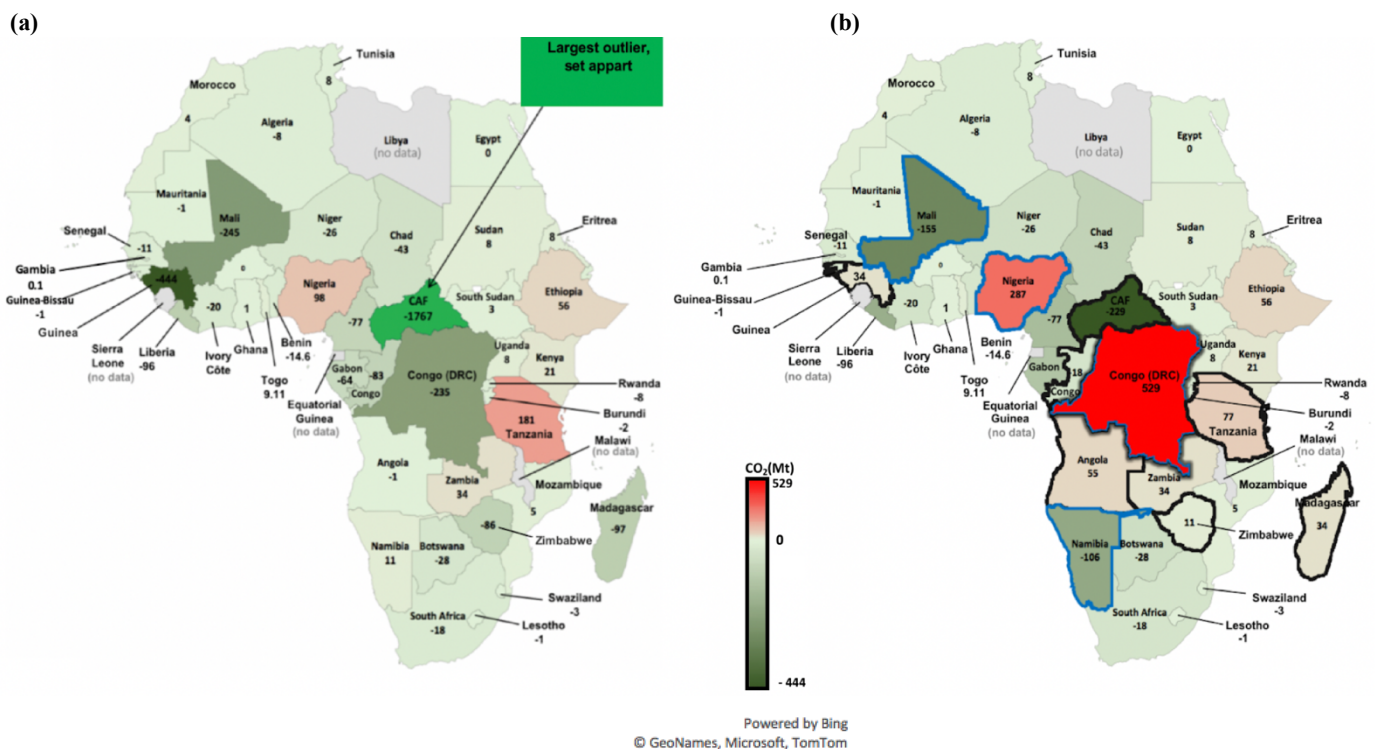 (a)
Largest outlier,
set appart
Tunisia
8
Morocco
4
Algeria
-8
Libya
(no data)
Egypt
0
Mauritania
-1
Mali
-245
Niger
-26
Chad
-43
Sudan
8
Eritrea
8
Senegal
-11
Gambia
0.1
Guinea-Bissau
-1
-444
Guinea
Sierra
Leone
(no data)
Liberia
-96
-20
Ivory
Côte
0
1
Ghana
Togo
9.11
Benin
-14.6
Nigeria
98
-77
CAF
-1767
South Sudan
3
Ethiopia
56
Uganda
8
Kenya
21
Gabon
-64
-83
Congo
Equatorial
Guinea
(no data)
Congo (DRC)
-235
Rwanda
-8
Burundi
-2
181
Tanzania
Malawi
(no data)
Mozambique
5
Angola
-1
Zambia
34
Madagascar
-97
-86
Zimbabwe
Namibia
11
Botswana
-28
Swaziland
-3
South Africa
-18
Lesotho
-1
CO₂(Mt)
529
0
- 444
(b)
Tunisia
8
Morocco
4
Algeria
-8
Libya
(no data)
Egypt
0
Mauritania
-1
Mali
-155
Niger
-26
Chad
-43
Sudan
8
Eritrea
8
Senegal
-11
Gambia
0.1
Guinea-Bissau
-1
34
Guinea
Sierra
Leone
(no data)
Liberia
-96
-20
Ivory
Côte
0
1
Ghana
Togo
9.11
Benin
-14.6
Nigeria
287
-77
CAF
-229
South Sudan
3
Ethiopia
56
Uganda
8
Kenya
21
Gabon
18
Congo
Equatorial
Guinea
(no data)
Congo (DRC)
529
Rwanda
-8
Burundi
-2
77
Tanzania
Malawi
(no data)
Mozambique
5
Angola
55
Zambia
34
Madagascar
34
11
Zimbabwe
Namibia
-106
Botswana
-28
Swaziland
-3
South Africa
-18
Lesotho
-1
Powered by Bing
© GeoNames, Microsoft, TomTom